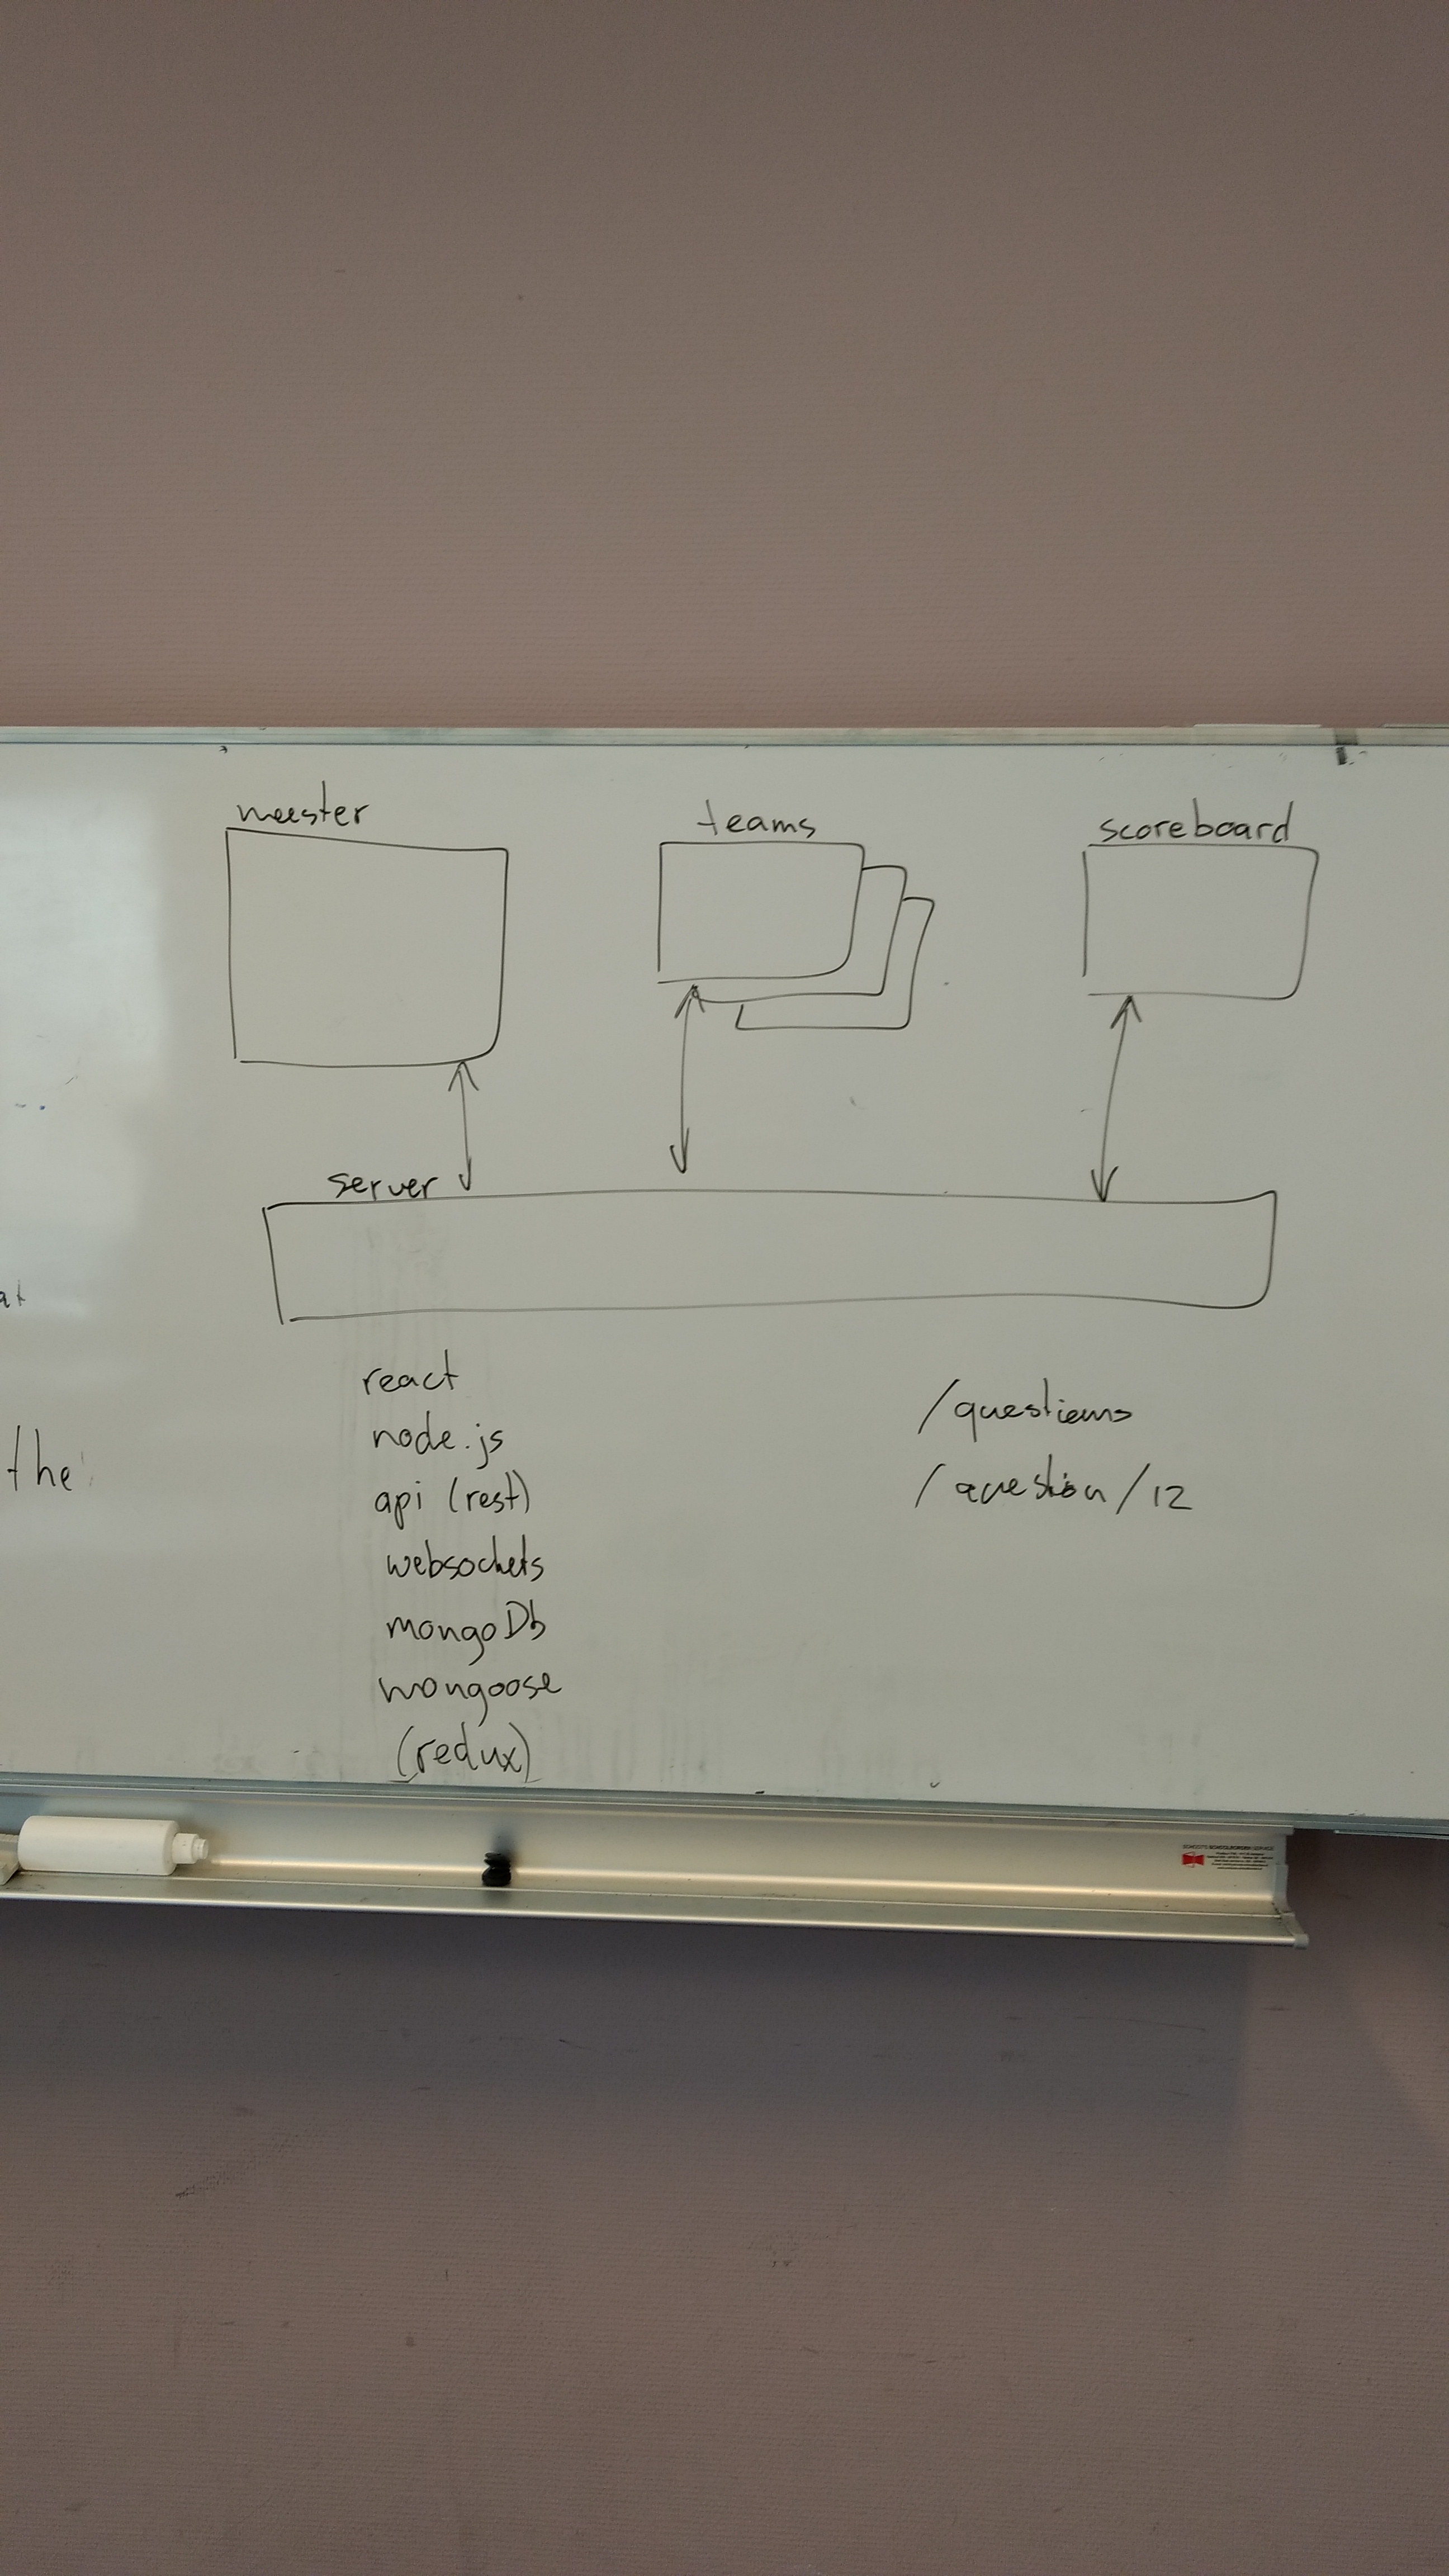 meester
teams
scoreboard
server
at
the
react
node.js
api (rest)
websockets
mongoDb
mongoose
(redux)
/questions
/question/12